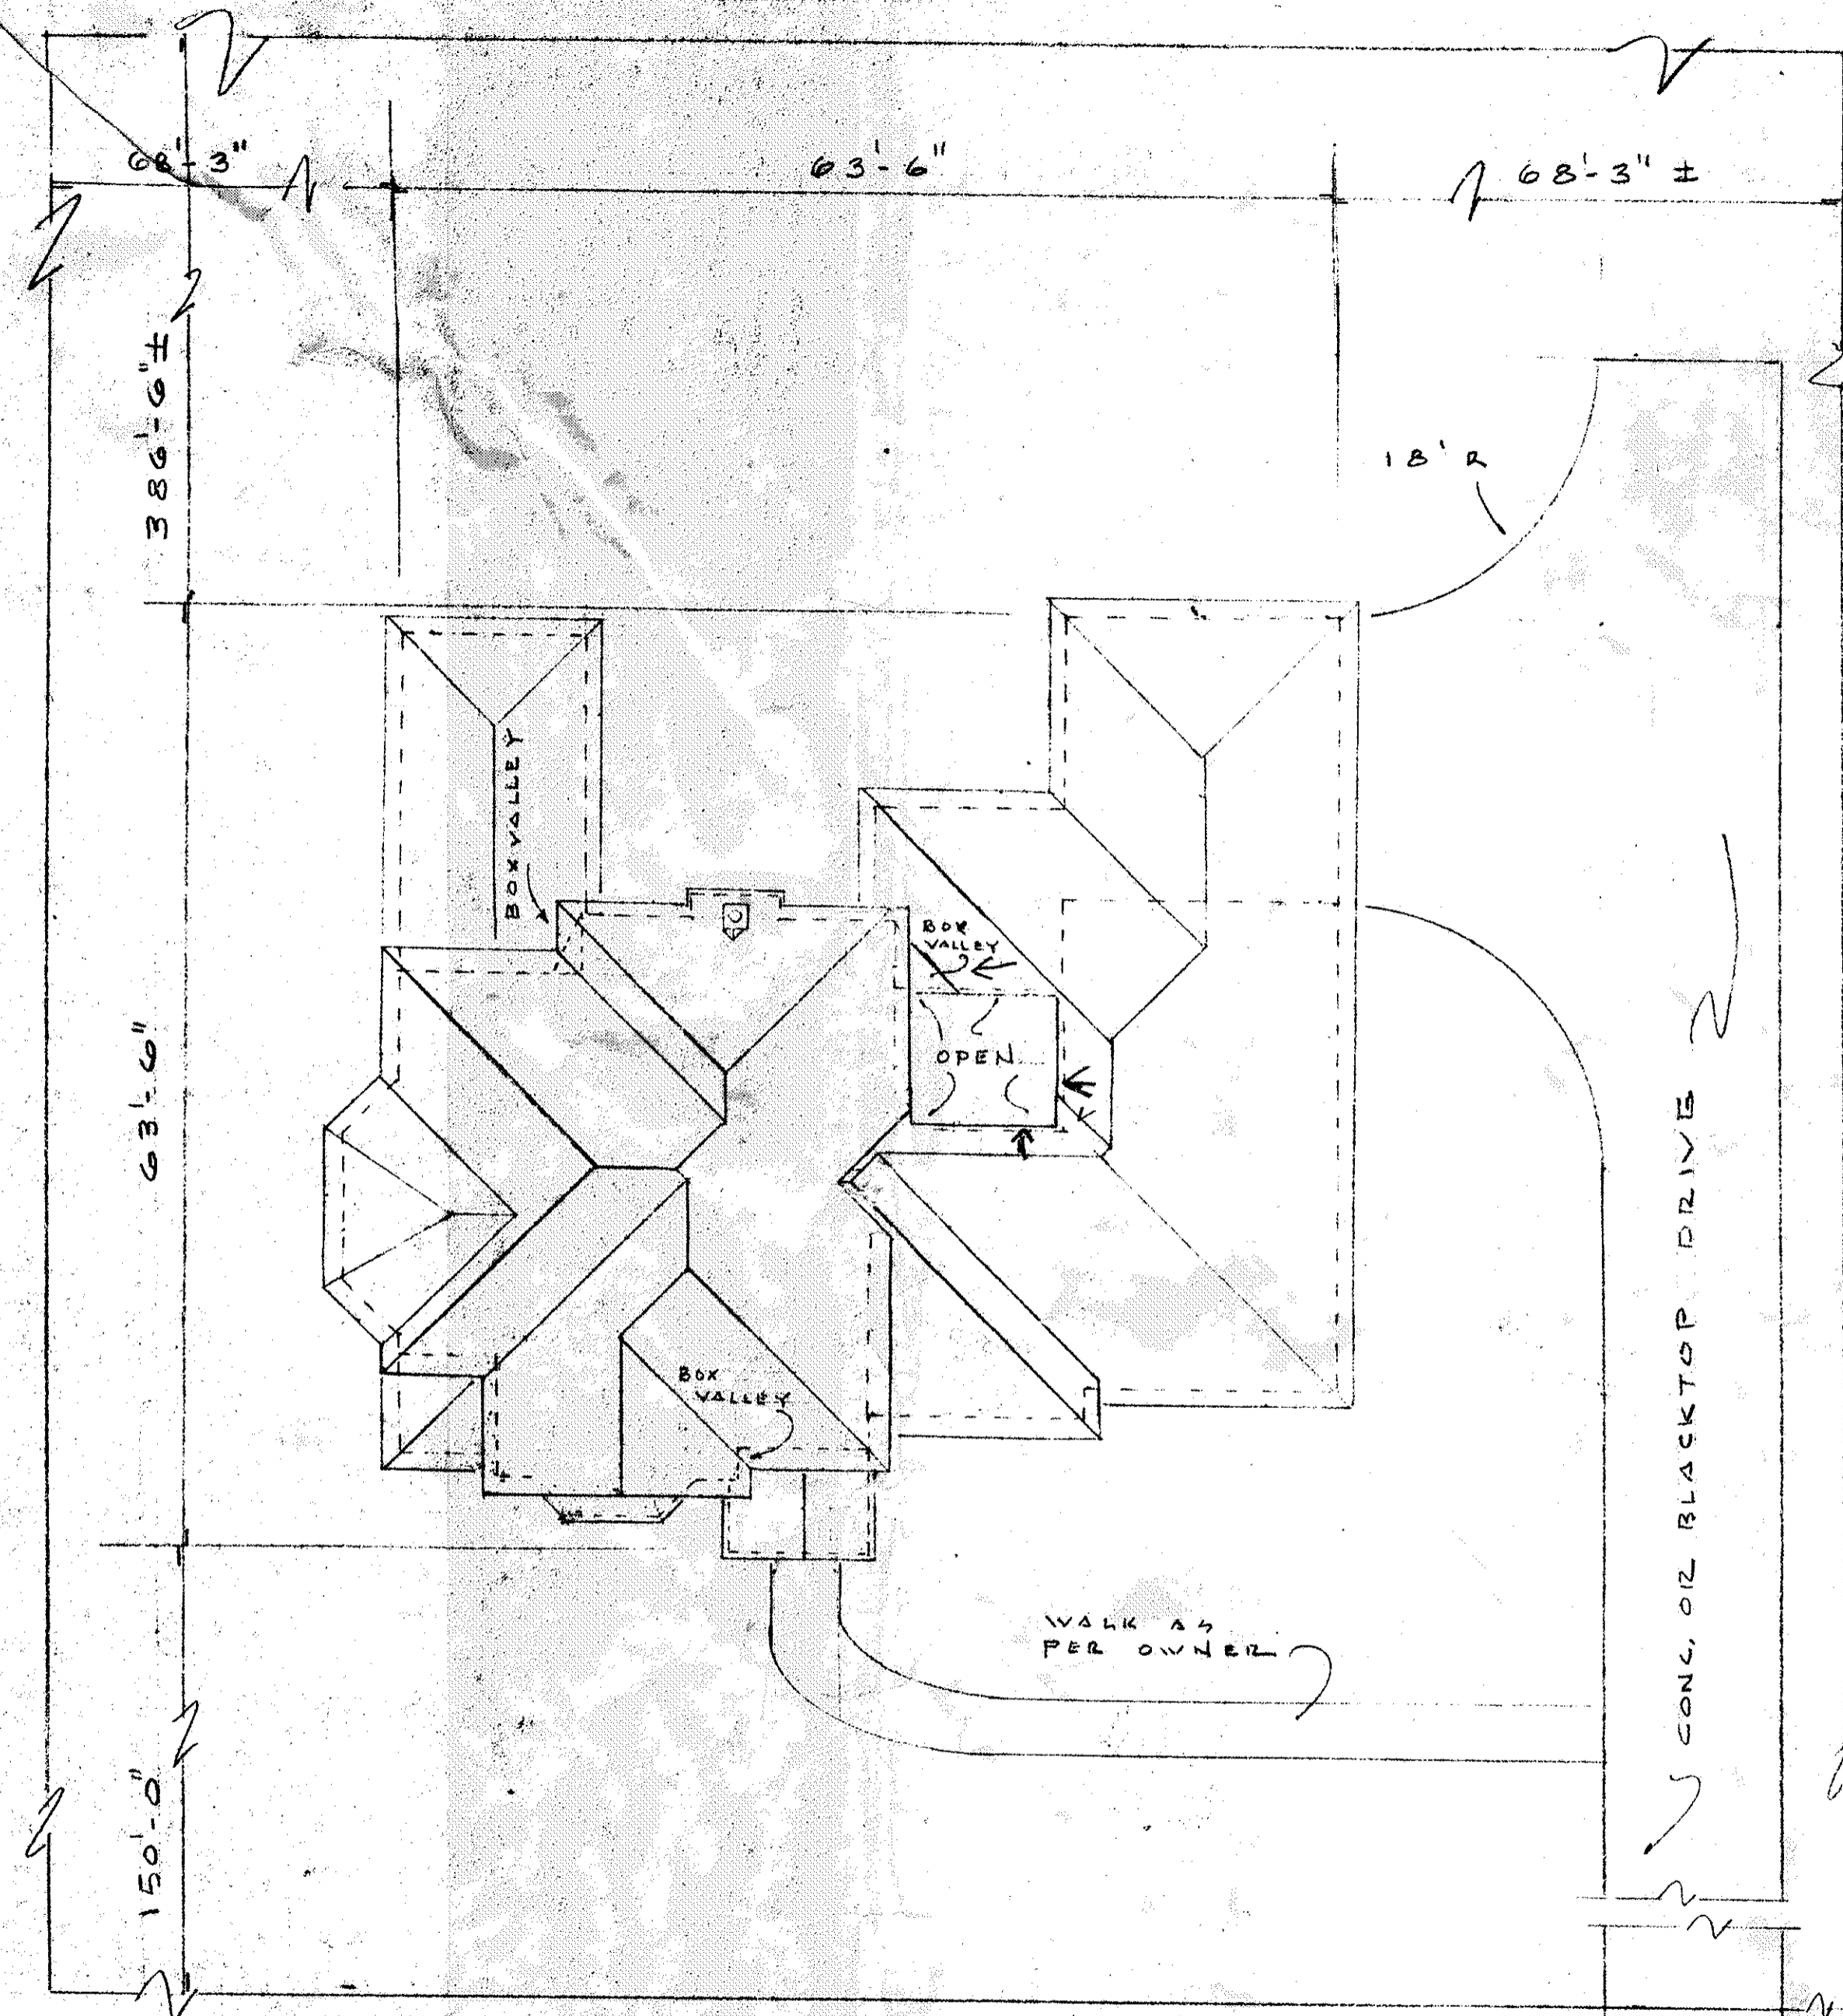 68'-3"
63'-6"
68'-3" ±
386'-6" ±
18' R
BOX VALLEY
BOX
VALLEY
OPEN
63'-6"
BOX
VALLEY
CONC. OR BLACKTOP DRIVE
WALK AS
PER OWNER
150'-0"